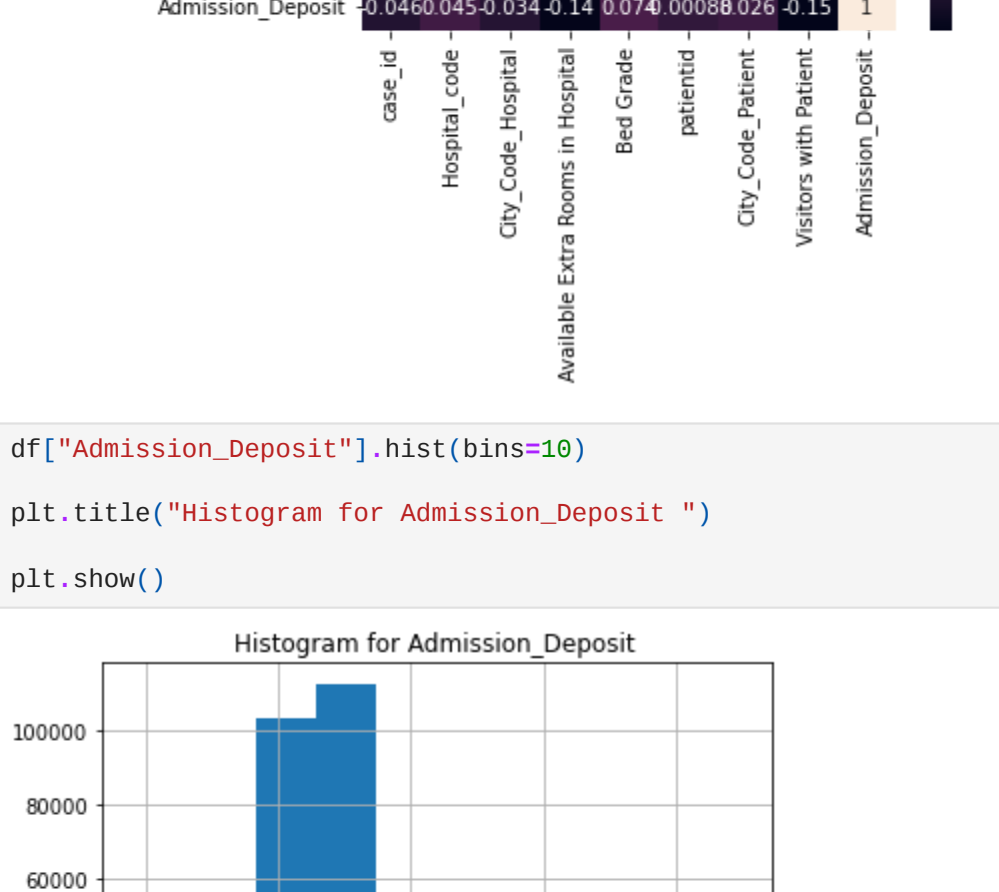 Admission_Deposit -0.046 0.045 -0.034 -0.14 0.074 0.00088 0.026 -0.15 1
case_id
Hospital_code
City_Code_Hospital
Available Extra Rooms in Hospital
Bed Grade
patientid
City_Code_Patient
Visitors with Patient
Admission_Deposit
df["Admission_Deposit"].hist(bins=10)
plt.title("Histogram for Admission_Deposit ")
plt.show()
Histogram for Admission_Deposit
100000
80000
60000